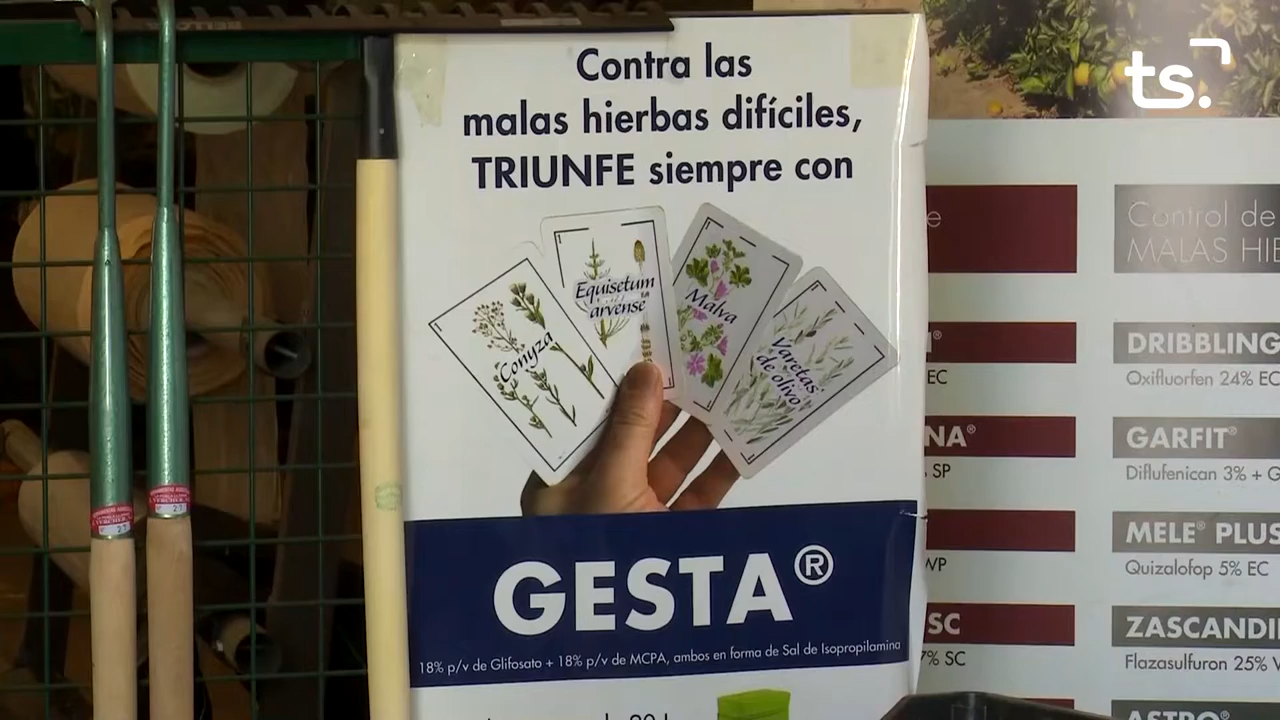 ts.
Contra las
malas hierbas difíciles,
TRIUNFE siempre con
Conyza
Equisetum
arvense
Malva
Varetas
de olivo
GESTA®
18% p/v de Glifosato + 18% p/v de MCPA, ambos en forma de Sal de Isopropilamina
e
EC
NA®
SP
WP
SC
7% SC
Control de
MALAS HIE
DRIBBLING
Oxifluorfen 24% EC
GARFIT®
Diflufenican 3% + G
MELE® PLUS
Quizalofop 5% EC
ZASCANDI
Flazasulfuron 25% W
ASTRO®